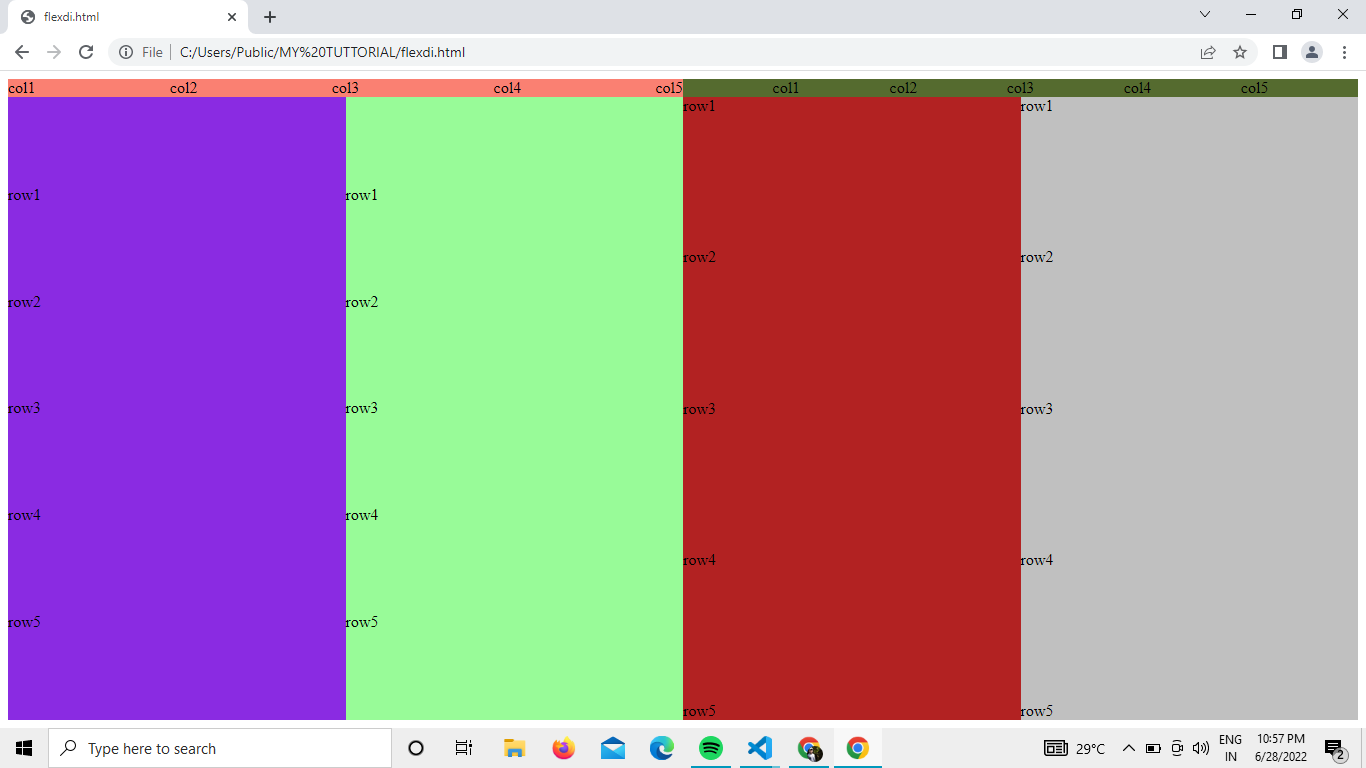 flexdi.html
File C:/Users/Public/MY%20TUTTORIAL/flexdi.html
col1 col2 col3 col4 col5 col1 col2 col3 col4 col5
row1 row1
row1 row1
row2 row2
row2 row2
row3 row3
row3 row3
row4 row4
row4 row4
row5 row5
row5 row5
Type here to search
29°C
ENG
IN
10:57 PM
6/28/2022
2